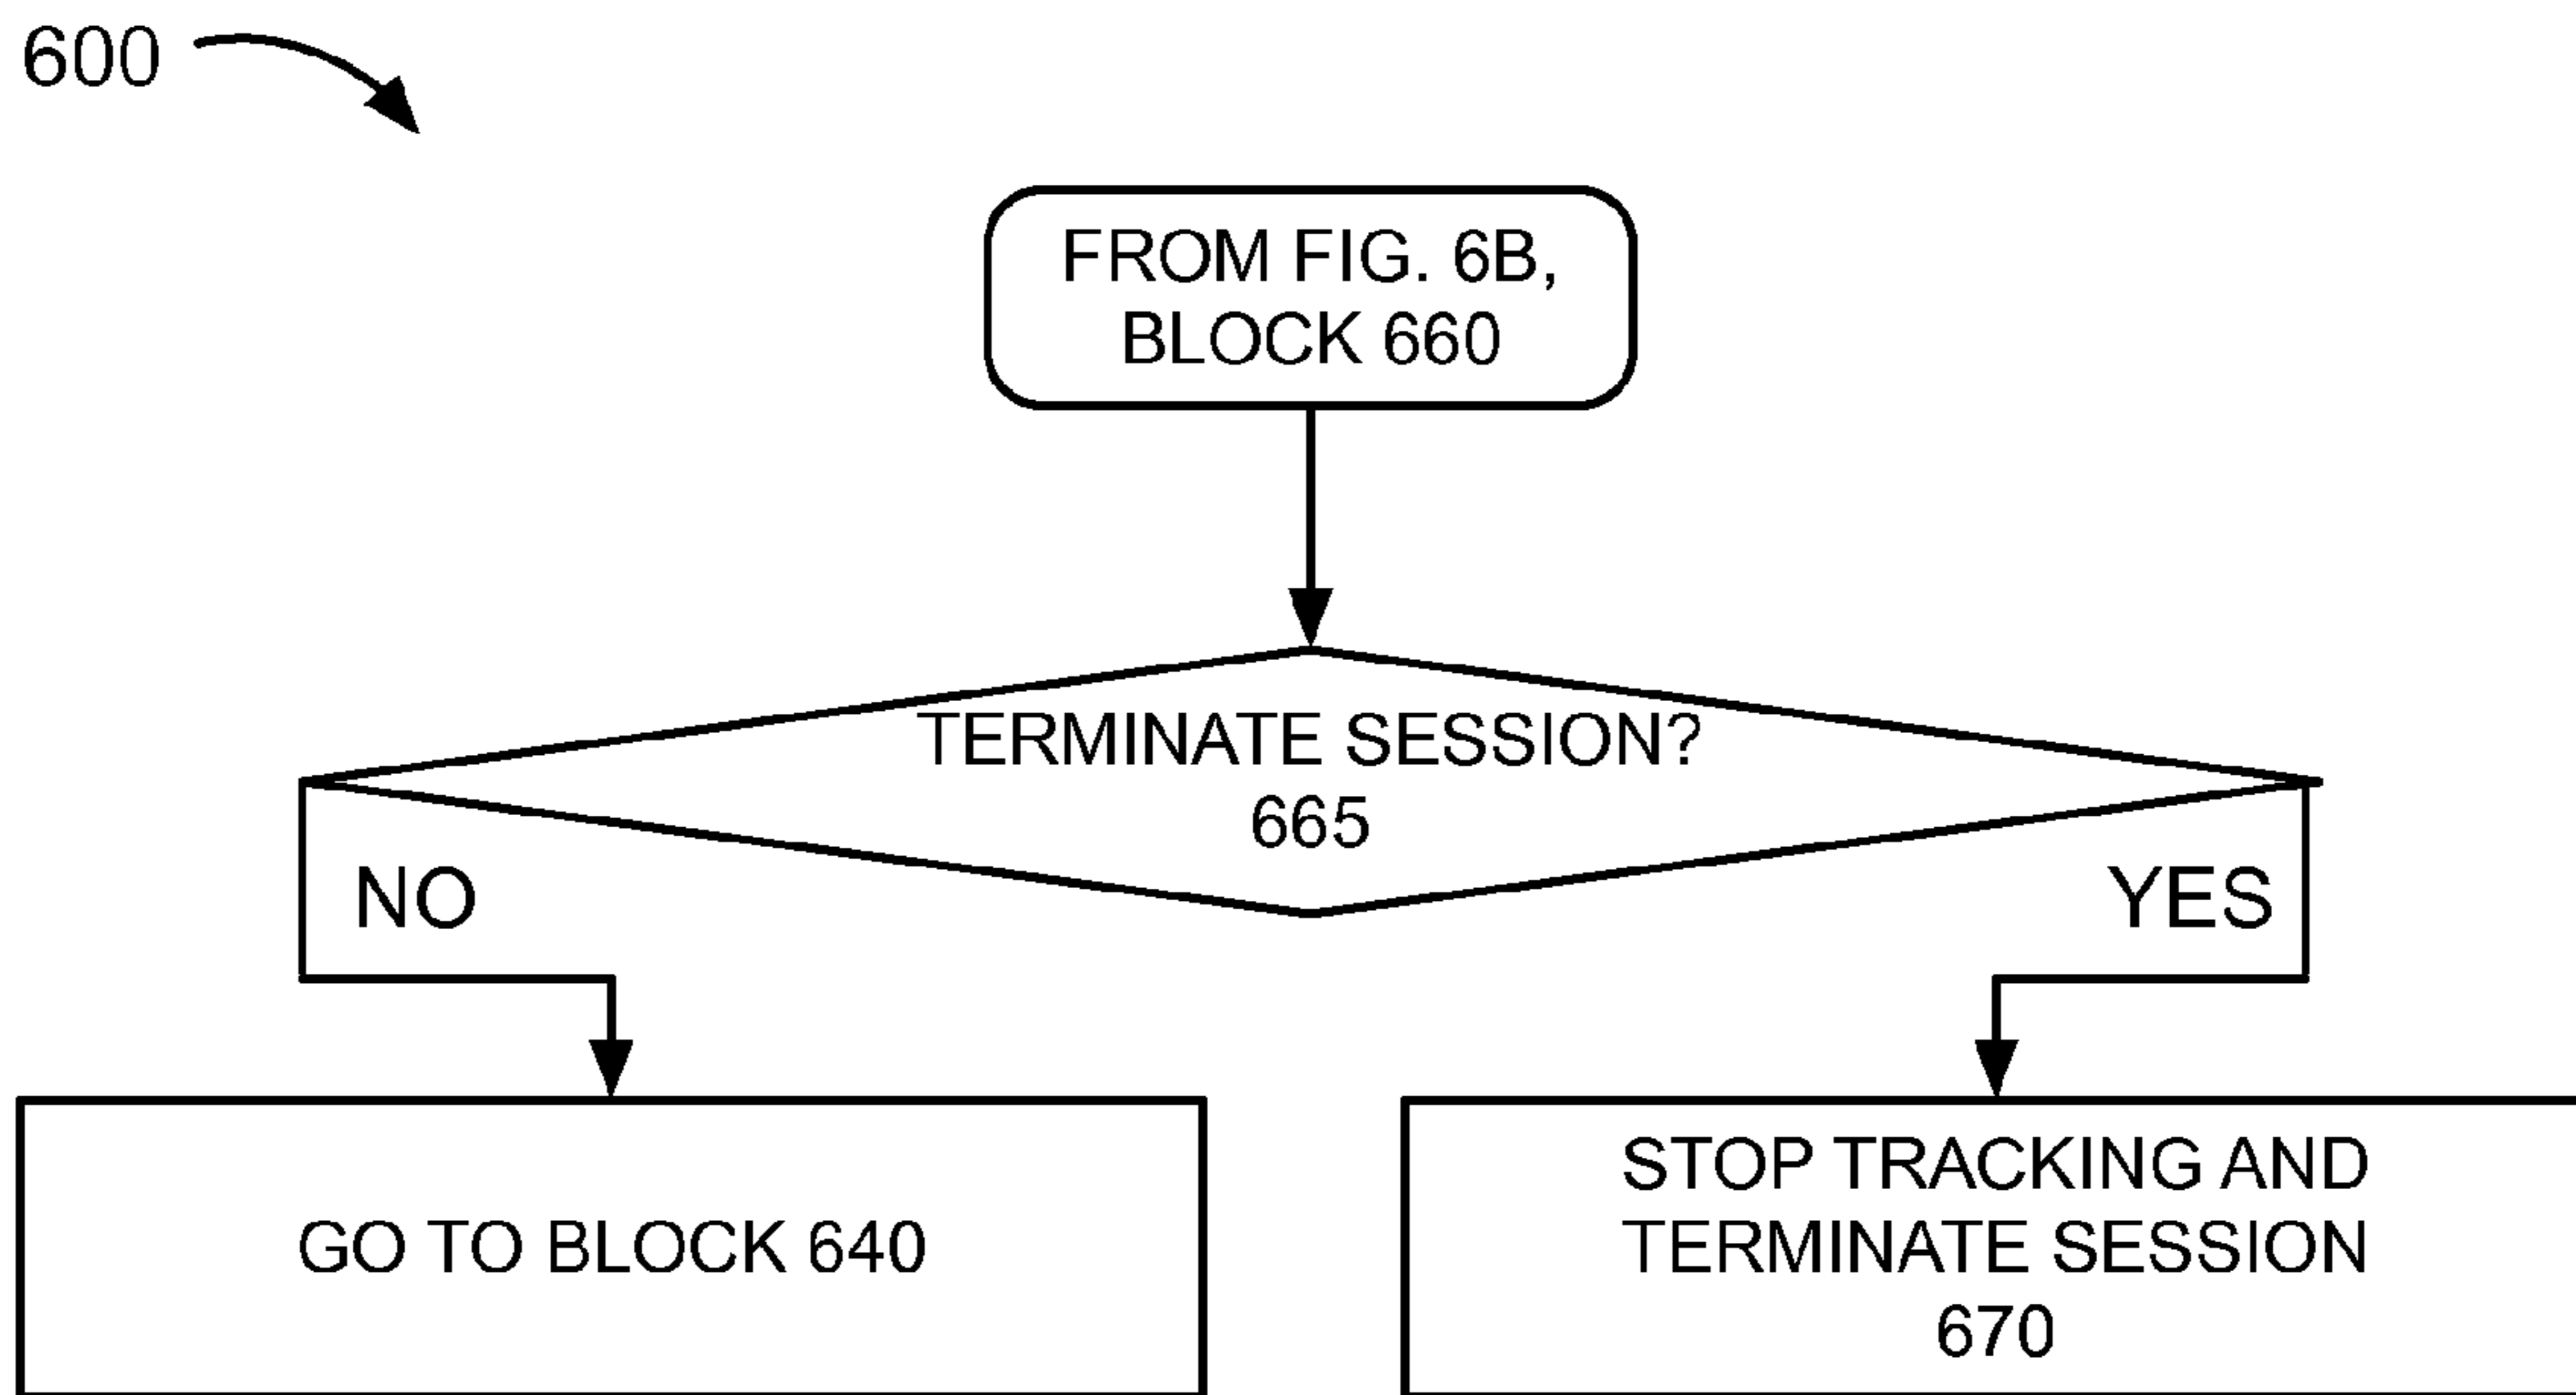 600
FROM FIG. 6B,
BLOCK 660
TERMINATE SESSION?
665
NO
YES
GO TO BLOCK 640
STOP TRACKING AND
TERMINATE SESSION
670